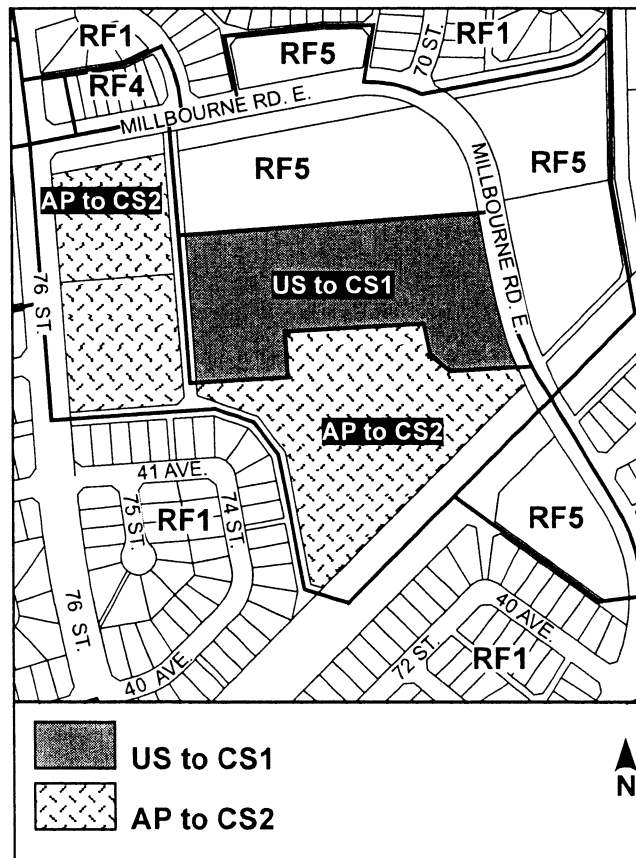 RF1
RF5
70 ST.
RF1
RF4
MILLBOURNE RD. E.
RF5
MILLBOURNE RD. E.
RF5
AP to CS2
76 ST.
US to CS1
AP to CS2
41 AVE.
75 ST.
RF1
74 ST.
RF5
76 ST.
40 AVE.
72 ST.
40 AVE.
RF1
US to CS1
AP to CS2
N